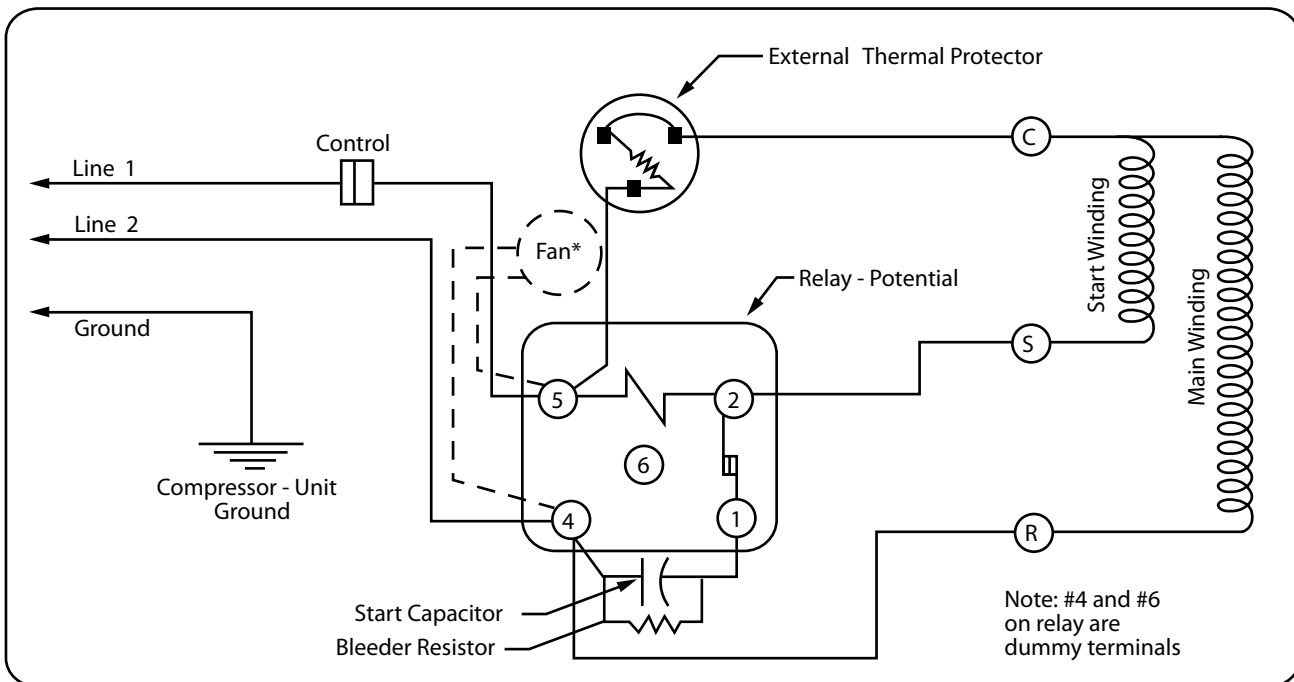 External Thermal Protector
Control
Line 1
C
Line 2
Fan*
Start Winding
Main Winding
Relay - Potential
Ground
S
5
2
6
Compressor - Unit
Ground
4
1
R
Start Capacitor
Bleeder Resistor
Note: #4 and #6
on relay are
dummy terminals